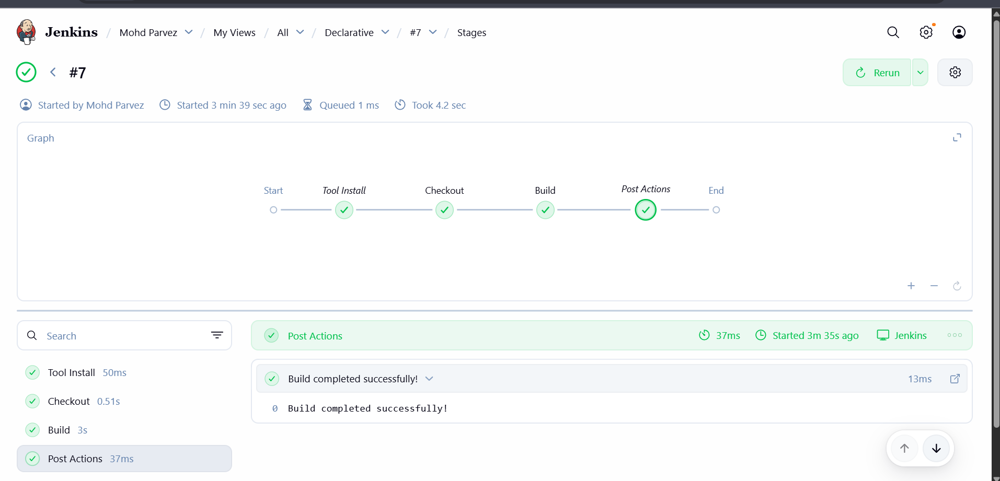 Jenkins / Mohd Parvez / My Views / All / Declarative / #7 / Stages
#7
Rerun
Started by Mohd Parvez Started 3 min 39 sec ago Queued 1 ms Took 4.2 sec
Graph
Start Tool Install Checkout Build Post Actions End
Search
Tool Install 50ms
Checkout 0.51s
Build 3s
Post Actions 37ms
Post Actions 37ms Started 3m 35s ago Jenkins
Build completed successfully! 13ms
0 Build completed successfully!